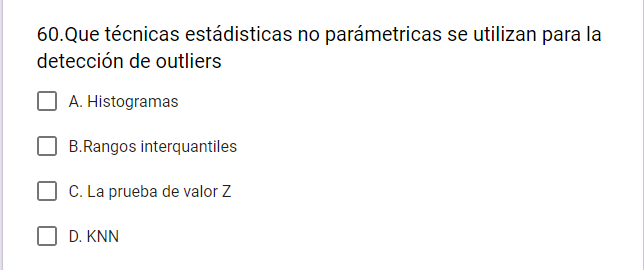 60.Que técnicas estádisticas no parámetricas se utilizan para la
detección de outliers
A. Histogramas
B.Rangos interquantiles
C. La prueba de valor Z
D. KNN